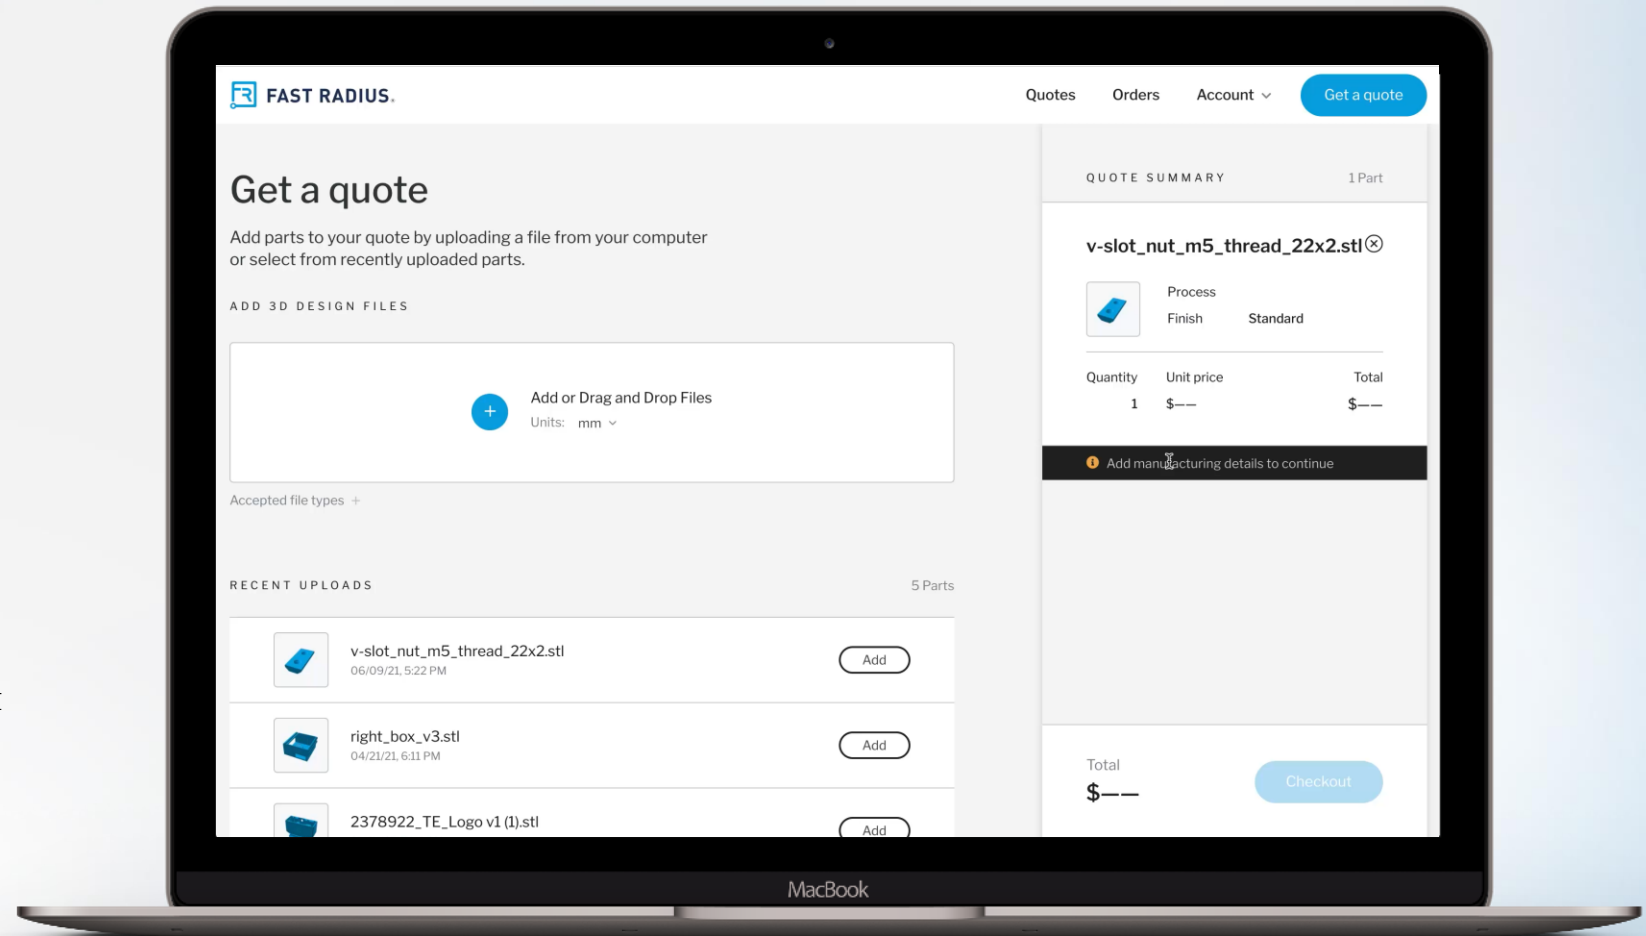 FAST RADIUS.
Quotes
Orders
Account
Get a quote
Get a quote
Add parts to your quote by uploading a file from your computer
or select from recently uploaded parts.
ADD 3D DESIGN FILES
+
Add or Drag and Drop Files
Units: mm
Accepted file types +
RECENT UPLOADS
5 Parts
v-slot_nut_m5_thread_22x2.stl
06/09/21, 5:22 PM
Add
right_box_v3.stl
04/21/21, 6:11 PM
Add
2378922_TE_Logo v1 (1).stl
Add
QUOTE SUMMARY
1 Part
v-slot_nut_m5_thread_22x2.stl
Process
Finish Standard
Quantity Unit price Total
1 $–– $––
Add manufacturing details to continue
Total
$––
Checkout
MacBook